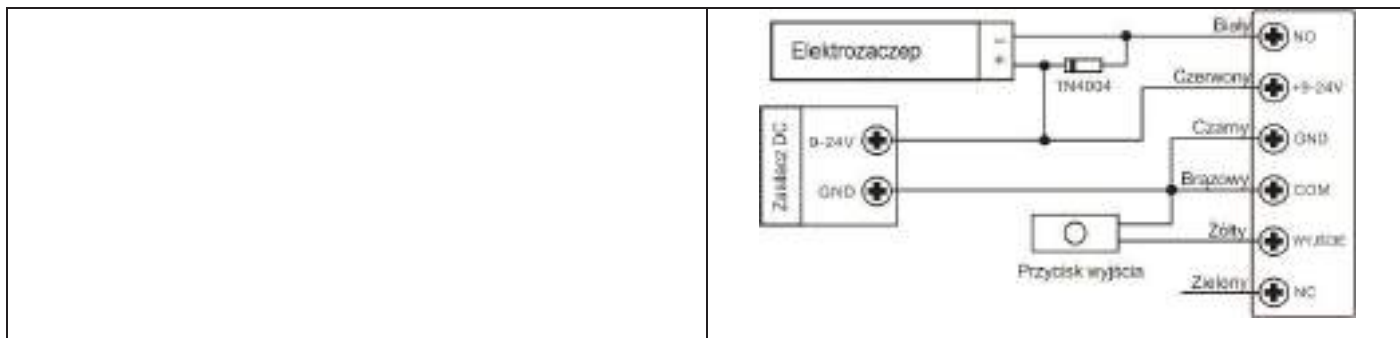 Biały
NO
Elektrozaczep
−
+
1N4004
Czerwony
+9-24V
Zasilacz DC
9-24V
Czarny
GND
GND
Brązowy
COM
Żółty
WYJŚCIE
Przycisk wyjścia
Zielony
NC